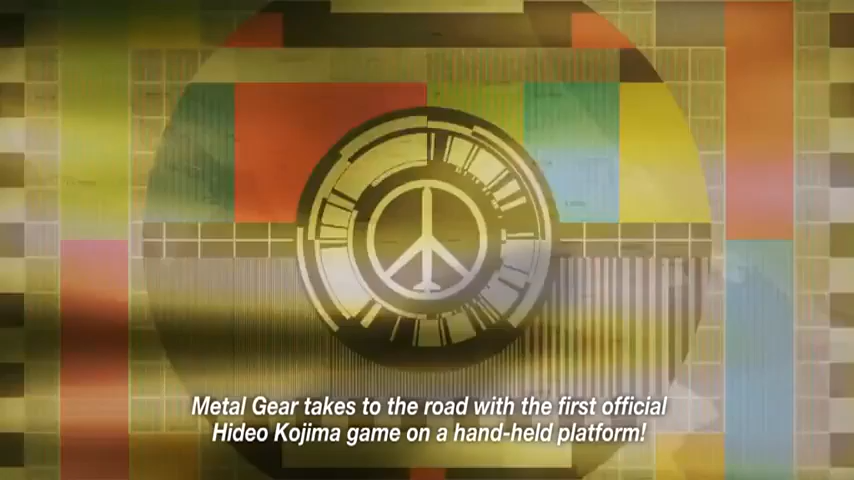 Metal Gear takes to the road with the first official
Hideo Kojima game on a hand-held platform!